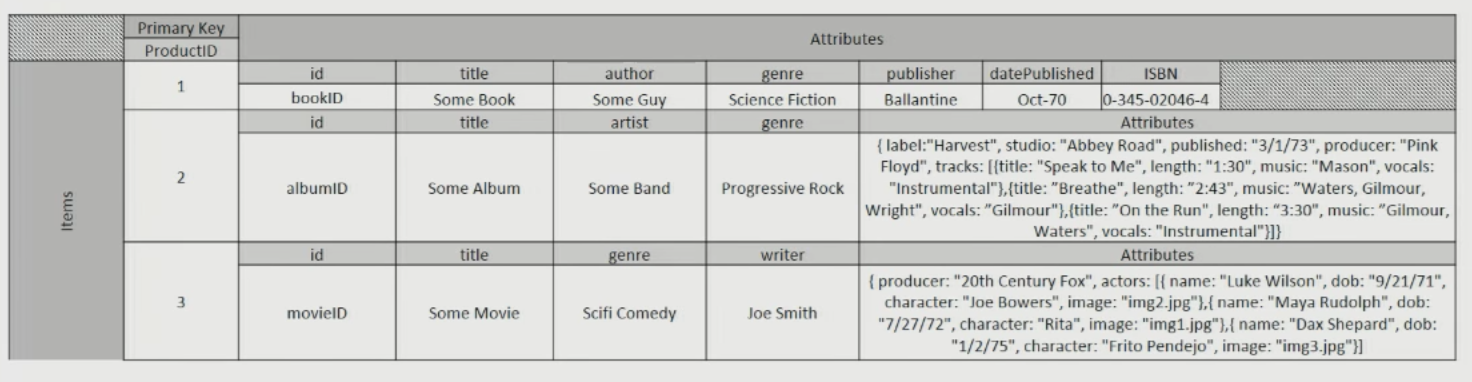 Primary Key
ProductID
Attributes
Items
1
id title author genre publisher datePublished ISBN
bookID Some Book Some Guy Science Fiction Ballantine Oct-70 0-345-02046-4
2
id title artist genre Attributes
albumID Some Album Some Band Progressive Rock
{ label:"Harvest", studio: "Abbey Road", published: "3/1/73", producer: "Pink
Floyd", tracks: [{title: "Speak to Me", length: "1:30", music: "Mason", vocals:
"Instrumental"},{title: "Breathe", length: "2:43", music: "Waters, Gilmour,
Wright", vocals: "Gilmour"},{title: "On the Run", length: "3:30", music: "Gilmour,
Waters", vocals: "Instrumental"}]}
3
id title genre writer Attributes
movieID Some Movie Scifi Comedy Joe Smith
{ producer: "20th Century Fox", actors: [{ name: "Luke Wilson", dob: "9/21/71",
character: "Joe Bowers", image: "img2.jpg"},{ name: "Maya Rudolph", dob:
"7/27/72", character: "Rita", image: "img1.jpg"},{ name: "Dax Shepard", dob:
"1/2/75", character: "Frito Pendejo", image: "img3.jpg"}]